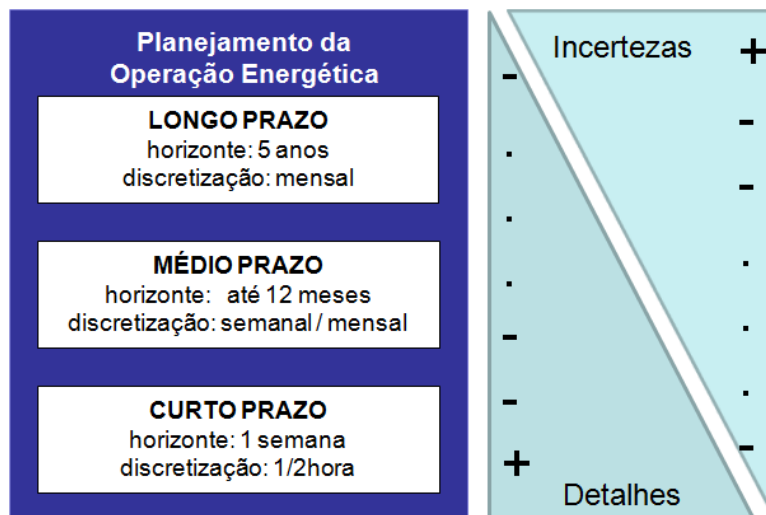 Planejamento da
Operação Energética
LONGO PRAZO
horizonte: 5 anos
discretização: mensal
MÉDIO PRAZO
horizonte: até 12 meses
discretização: semanal / mensal
CURTO PRAZO
horizonte: 1 semana
discretização: 1/2hora
Incertezas
+
-
-
.
.
.
-
-
.
.
.
-
-
+
Detalhes